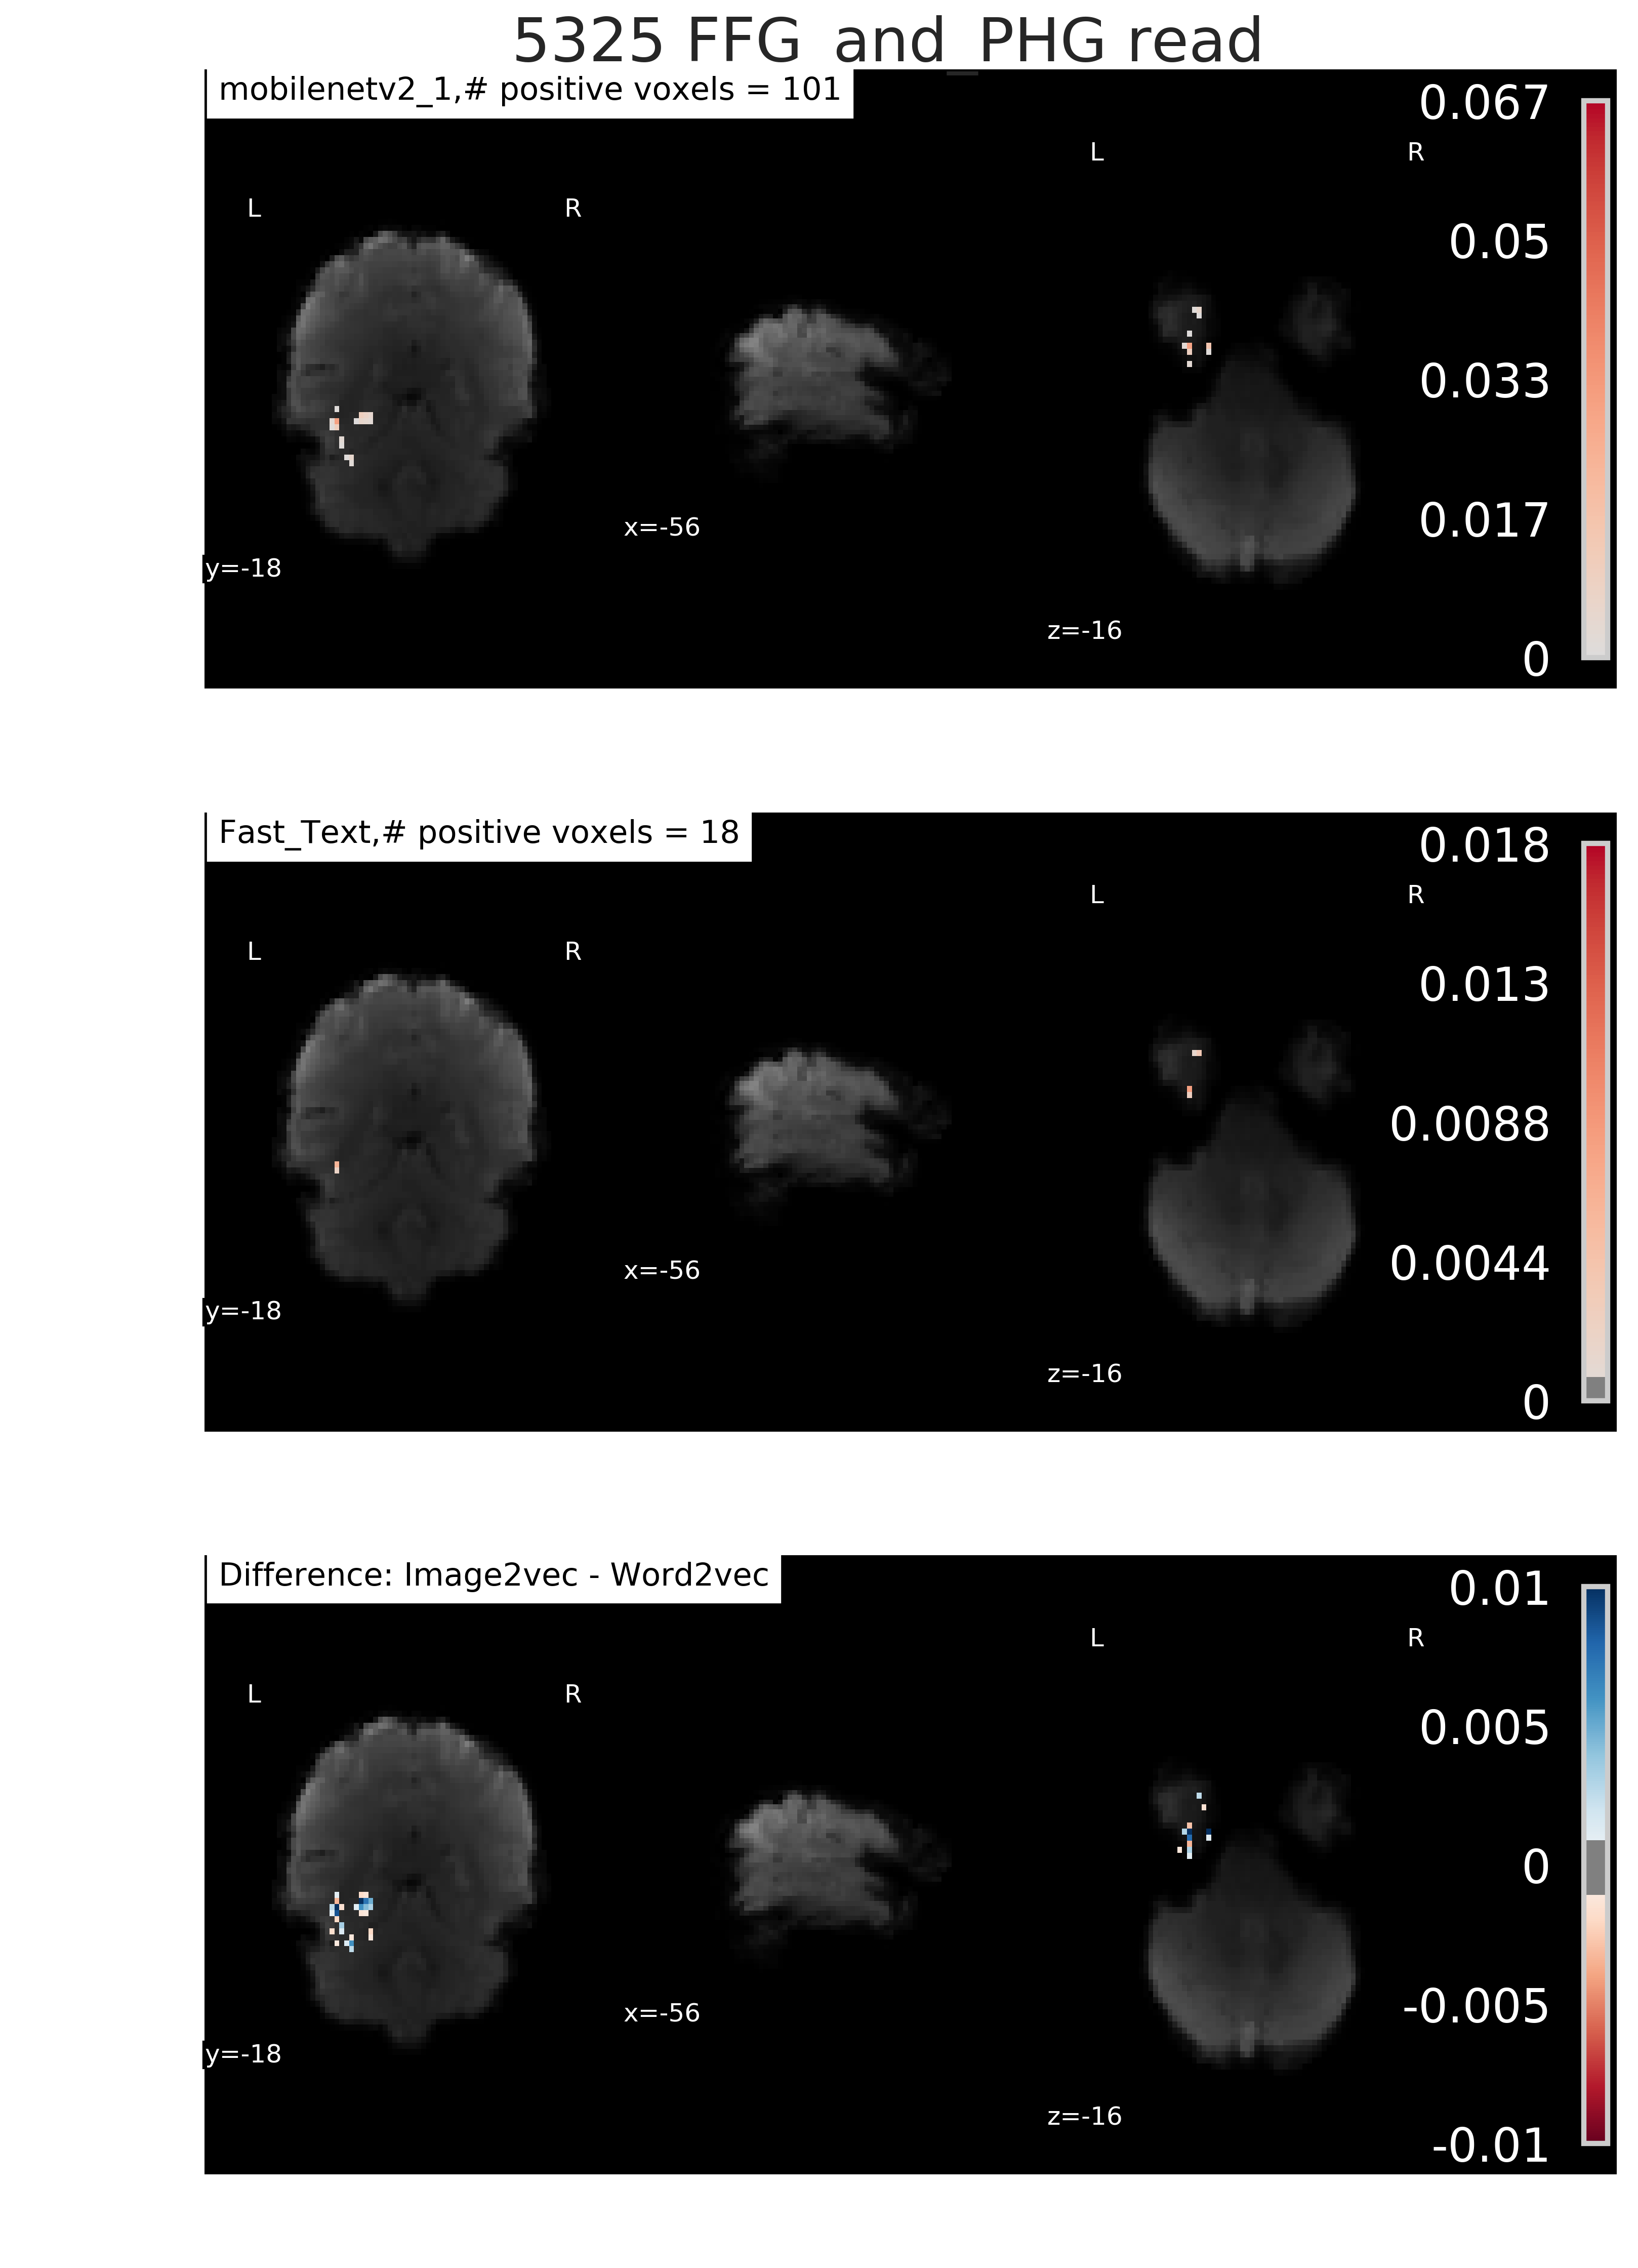 5325 FFG_and_PHG read
mobilenetv2_1,# positive voxels = 101
0.067
L R
0.05
L R
0.033
0.017
x=-56
y=-18
z=-16
0
Fast_Text,# positive voxels = 18
0.018
L R
L R
0.013
0.0088
0.0044
x=-56
y=-18
z=-16
0
Difference: Image2vec - Word2vec
0.01
L R
L R
0.005
0
-0.005
x=-56
y=-18
z=-16
-0.01